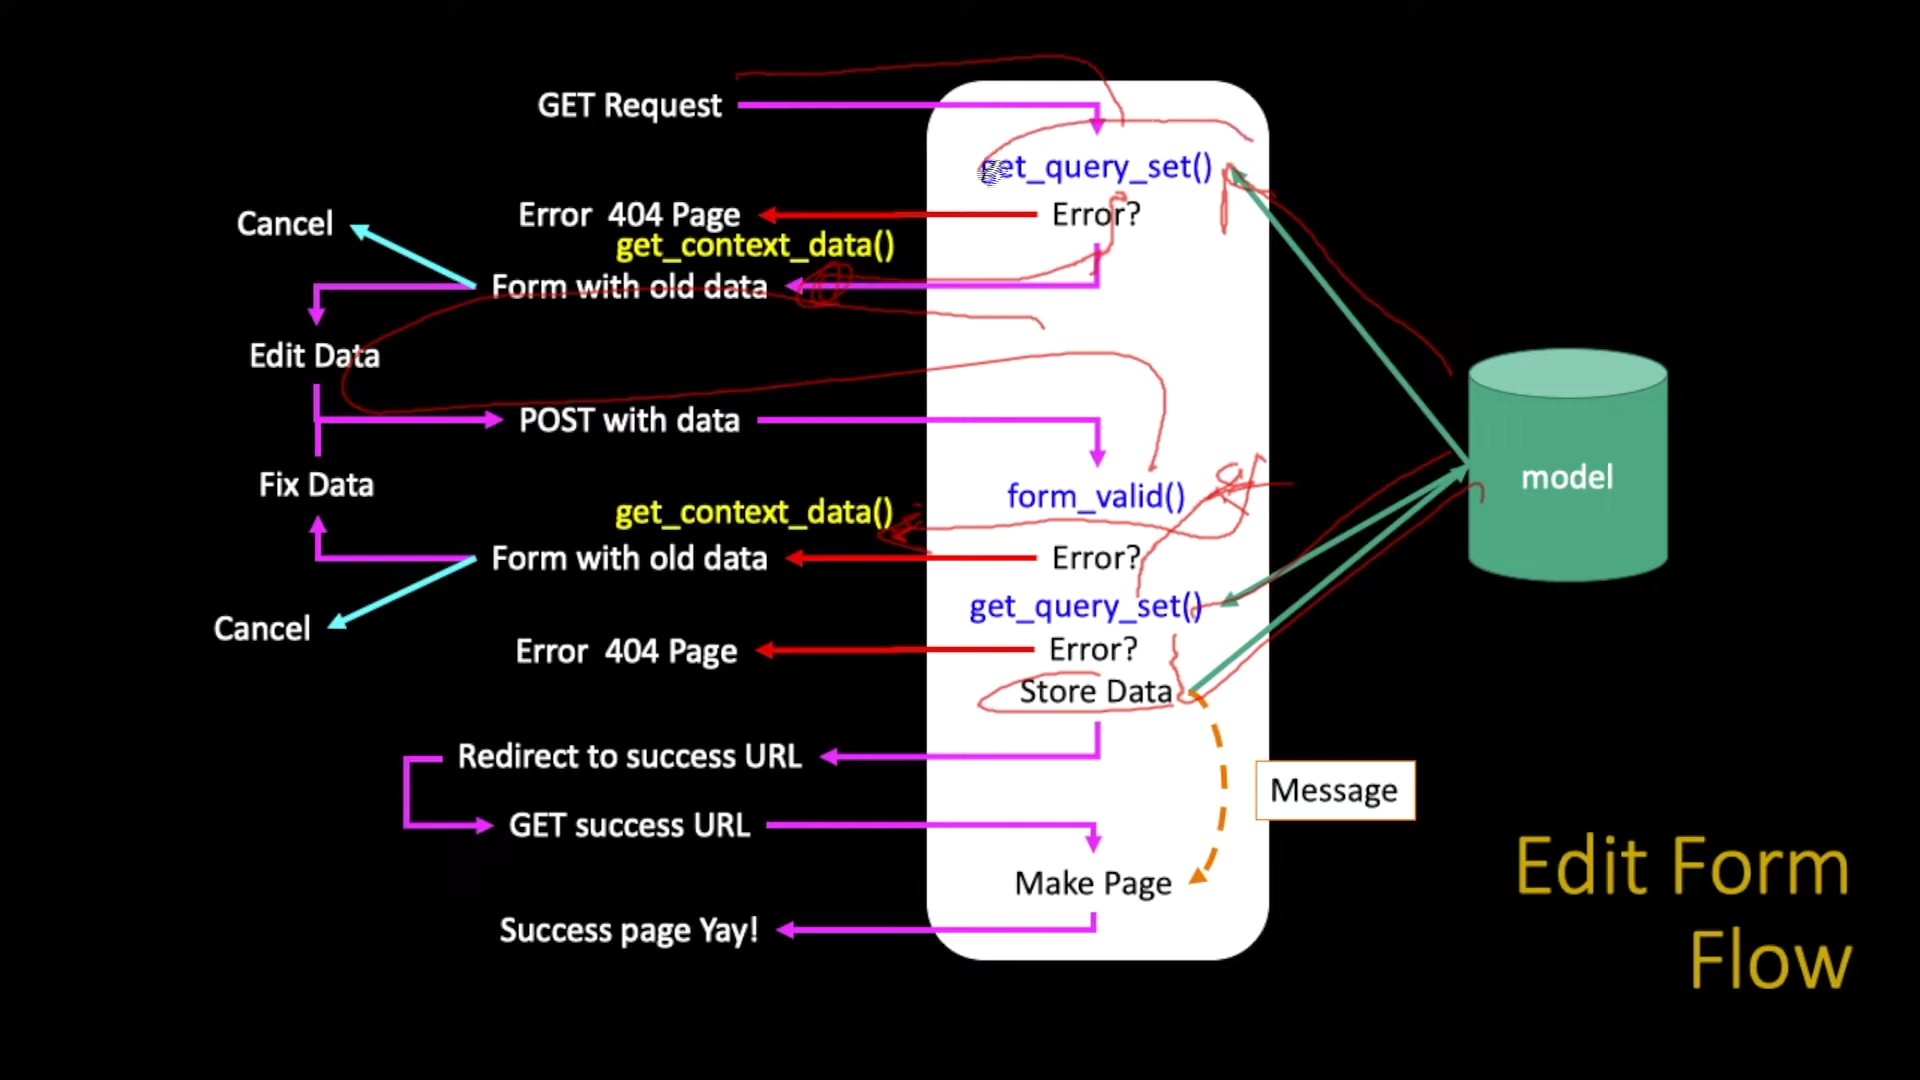 GET Request
get_query_set()
Cancel
Error 404 Page
Error?
get_context_data()
Form with old data
Edit Data
POST with data
Fix Data
form_valid()
get_context_data()
Form with old data
Error?
get_query_set()
Cancel
Error 404 Page
Error?
Store Data
model
Redirect to success URL
Message
GET success URL
Make Page
Success page Yay!
Edit Form
Flow